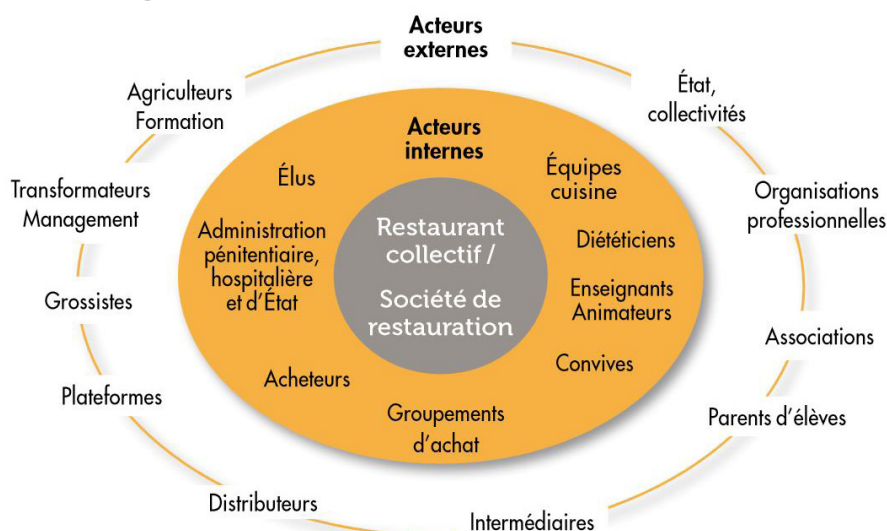 Acteurs
externes
Agriculteurs
Formation
État,
collectivités
Transformateurs
Management
Organisations
professionnelles
Grossistes
Associations
Plateformes
Parents d'élèves
Distributeurs
Intermédiaires
Acteurs
internes
Élus
Équipes
cuisine
Administration
pénitentiaire,
hospitalière
et d'État
Diététiciens
Enseignants
Animateurs
Acheteurs
Convives
Groupements
d'achat
Restaurant
collectif /
Société de
restauration